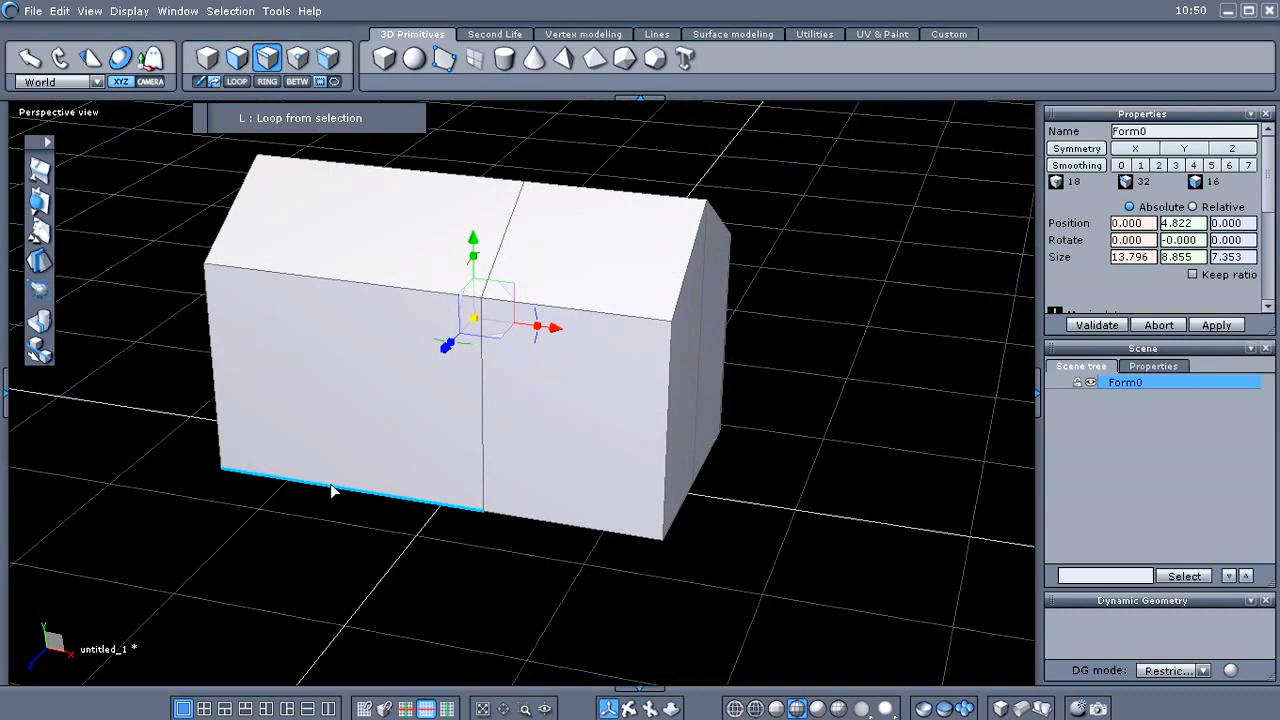 File Edit View Display Window Selection Tools Help 10:50
3D Primitives Second Life Vertex modeling Lines Surface modeling Utilities UV & Paint Custom
World XYZ CAMERA LOOP RING BETW
Perspective view
L : Loop from selection
Properties
Name Form0
Symmetry X Y Z
Smoothing 0 1 2 3 4 5 6 7
18 32 16
Absolute Relative
Position 0.000 4.822 0.000
Rotate 0.000 -0.000 0.000
Size 13.796 8.855 7.353
Keep ratio
Validate Abort Apply
Scene
Scene tree Properties
Form0
Select
Dynamic Geometry
DG mode: Restric...
Y
X
Z
untitled_1 *